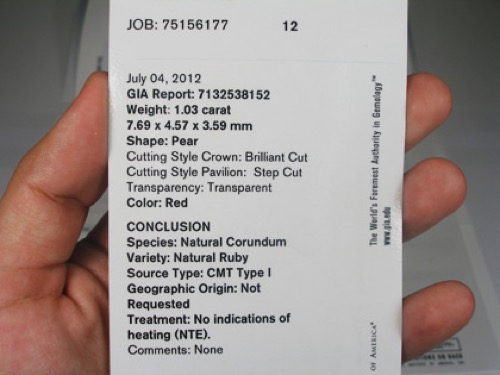 JOB: 75156177 12
July 04, 2012
GIA Report: 7132538152
Weight: 1.03 carat
7.69 x 4.57 x 3.59 mm
Shape: Pear
Cutting Style Crown: Brilliant Cut
Cutting Style Pavilion: Step Cut
Transparency: Transparent
Color: Red
CONCLUSION
Species: Natural Corundum
Variety: Natural Ruby
Source Type: CMT Type I
Geographic Origin: Not
Requested
Treatment: No indications of
heating (NTE).
Comments: None
The World's Foremost Authority in Gemology™
www.gia.edu
OF AMERICA®